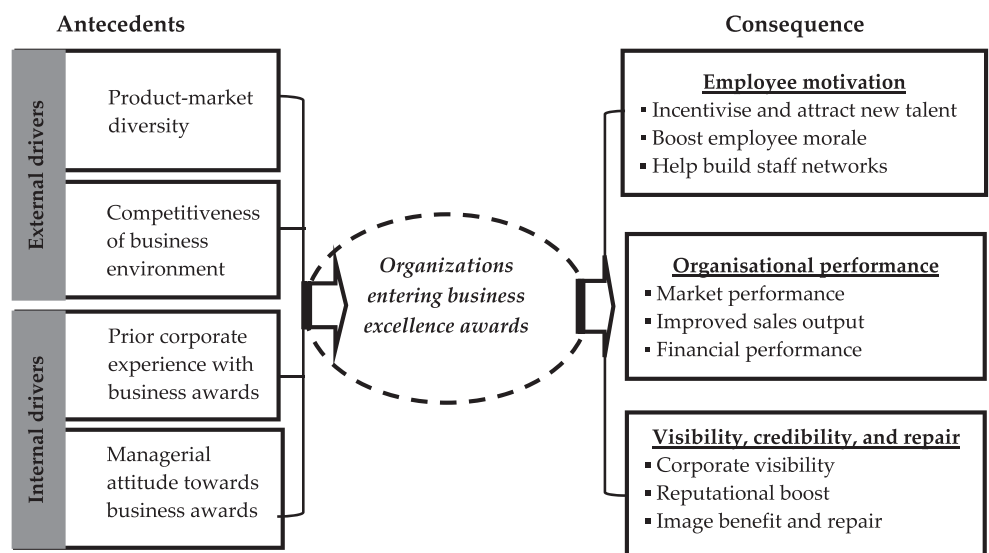 Antecedents
External drivers
Product-market
diversity
Competitiveness
of business
environment
Internal drivers
Prior corporate
experience with
business awards
Managerial
attitude towards
business awards
Organizations
entering business
excellence awards
Consequence
Employee motivation
▪ Incentivise and attract new talent
▪ Boost employee morale
▪ Help build staff networks
Organisational performance
▪ Market performance
▪ Improved sales output
▪ Financial performance
Visibility, credibility, and repair
▪ Corporate visibility
▪ Reputational boost
▪ Image benefit and repair